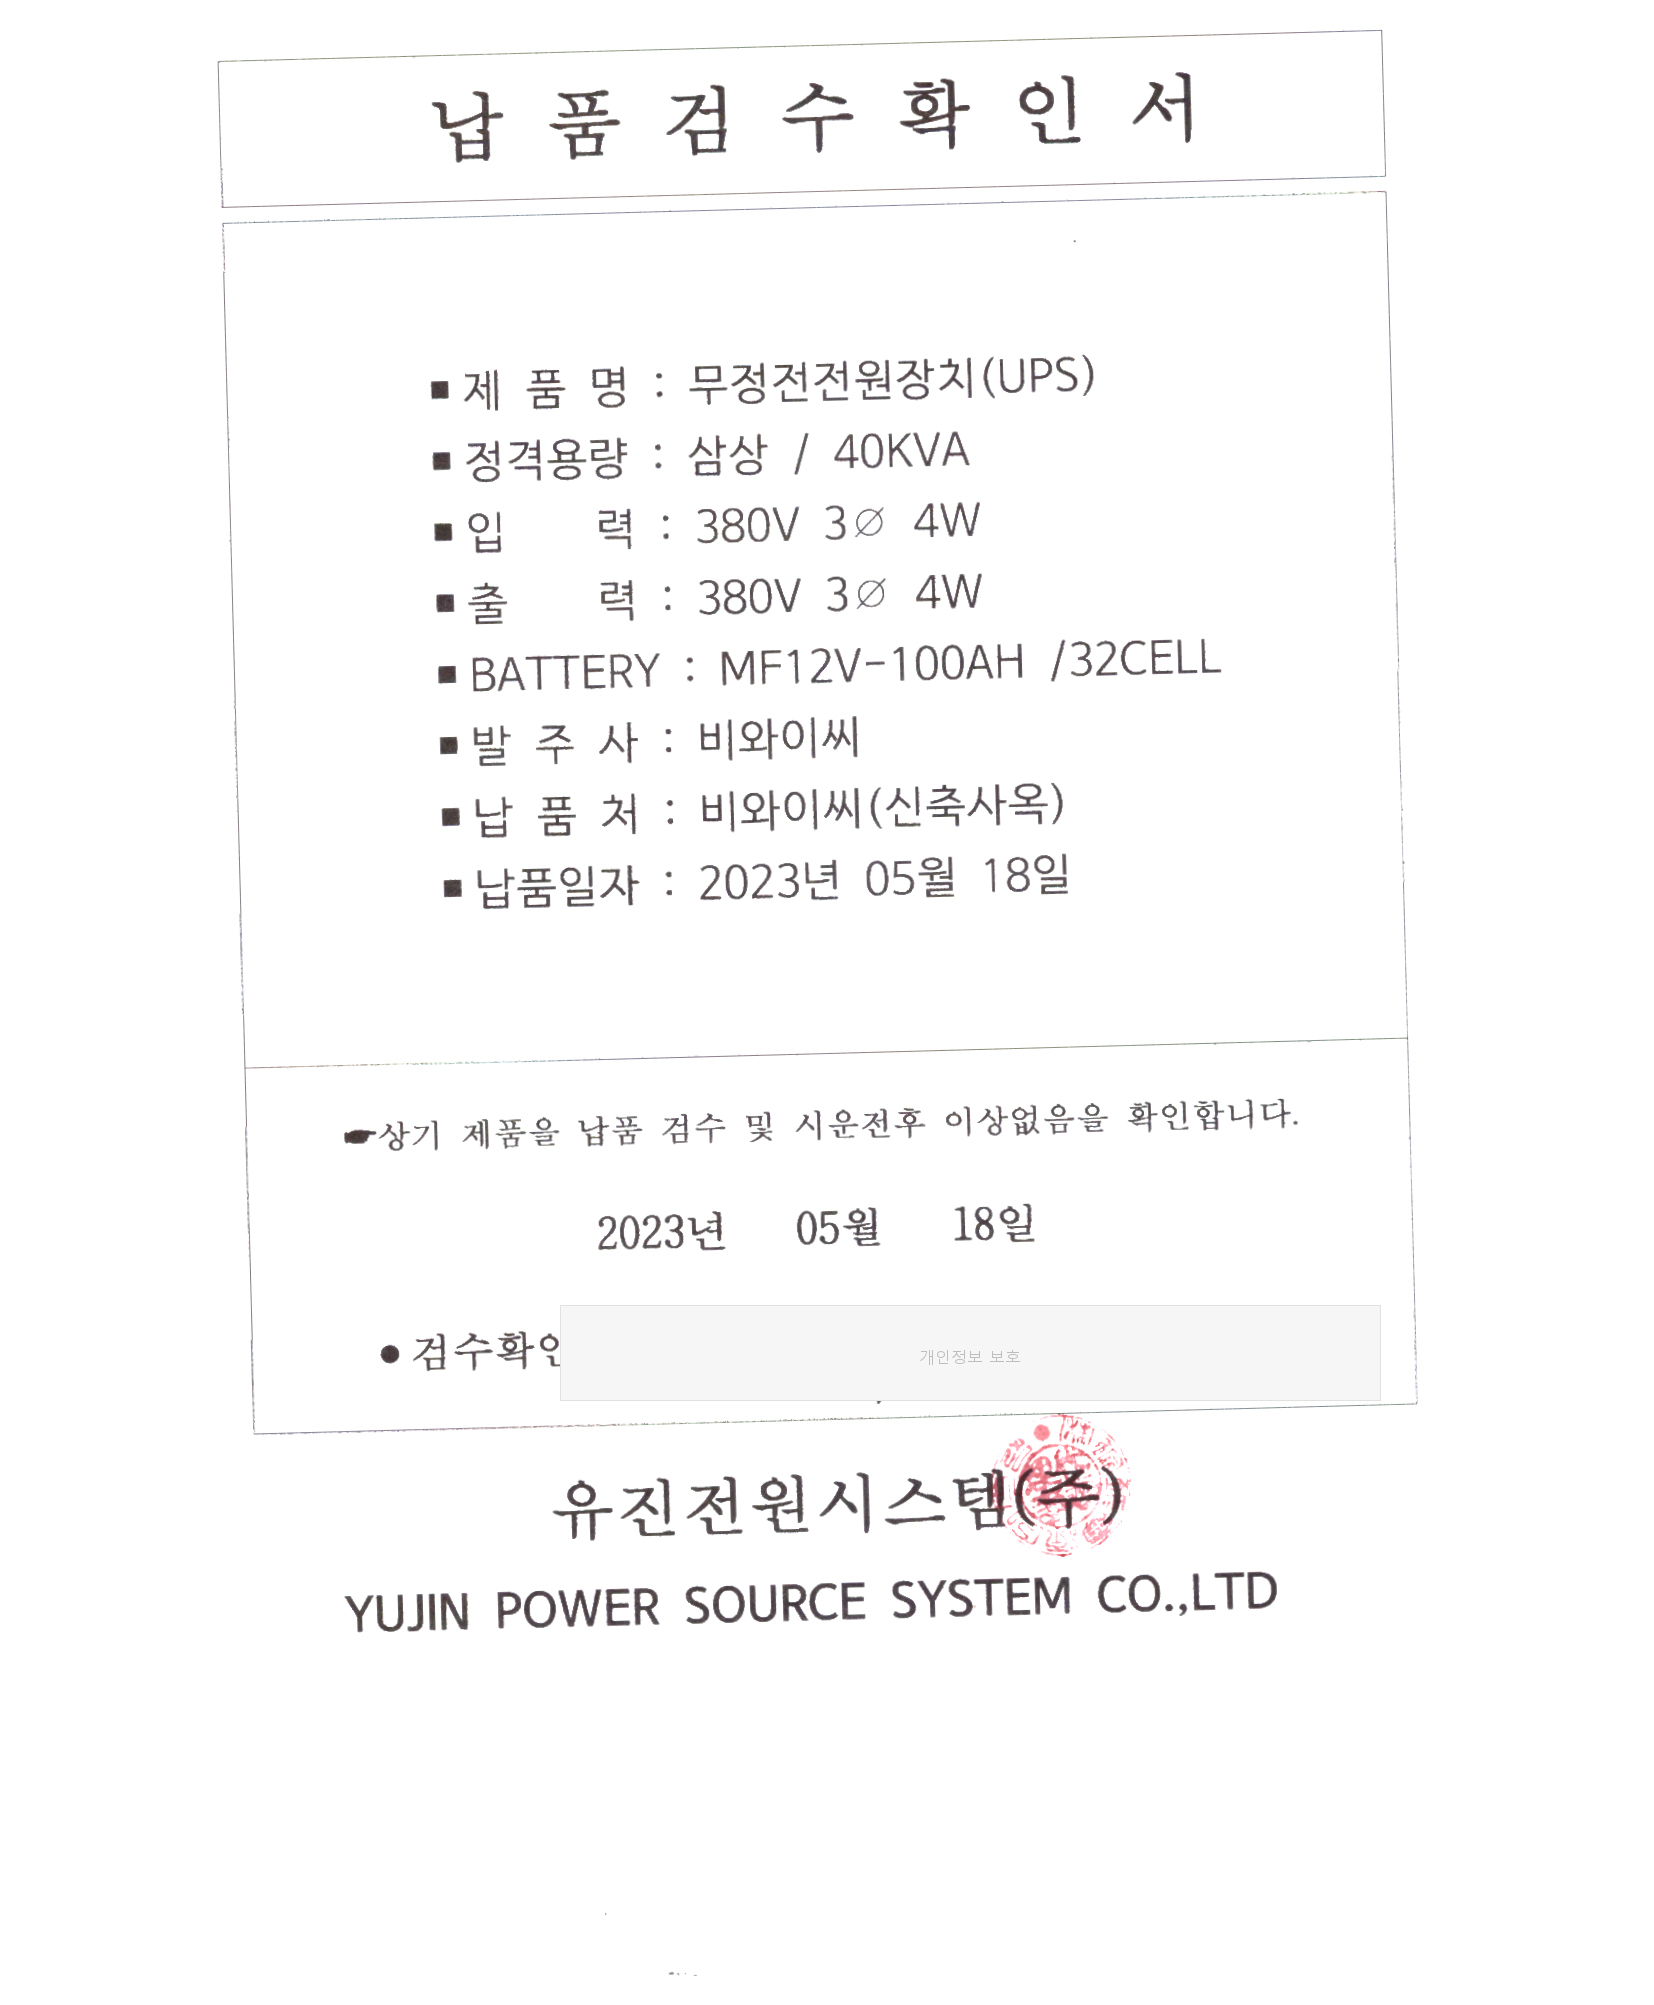 납 품 검 수 확 인 서
■ 제 품 명 : 무정전전원장치(UPS)
■ 정격용량 : 삼상 / 40KVA
■ 입 력 : 380V 3∅ 4W
■ 출 력 : 380V 3∅ 4W
■ BATTERY : MF12V-100AH /32CELL
■ 발 주 사 : 비와이씨
■ 납 품 처 : 비와이씨(신축사옥)
■ 납품일자 : 2023년 05월 18일
☛상기 제품을 납품 검수 및 시운전후 이상없음을 확인합니다.
2023년 05월 18일
● 검수확인
개인정보 보호
유진전원시스템(주)
YUJIN POWER SOURCE SYSTEM CO.,LTD